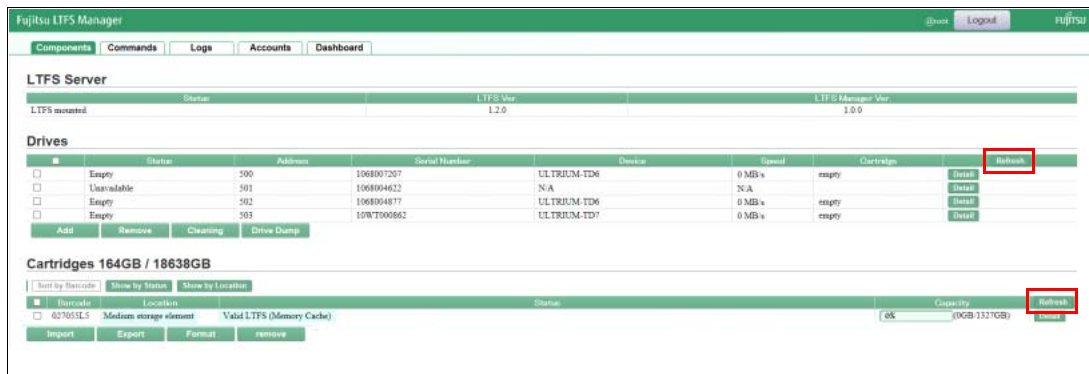 Fujitsu LTFS Manager @root Logout FUJITSU
Components Commands Logs Accounts Dashboard
LTFS Server
Status LTFS Ver. LTFS Manager Ver.
LTFS mounted 1.2.0 1.0.0
Drives
Status Address Serial Number Device Speed Cartridge Refresh
Empty 500 1068007207 ULTRIUM-TD6 0 MB/s empty Detail
Unavailable 501 1068004622 N/A N/A Detail
Empty 502 1068004877 ULTRIUM-TD6 0 MB/s empty Detail
Empty 503 10WT000862 ULTRIUM-TD7 0 MB/s empty Detail
Add Remove Cleaning Drive Dump
Cartridges 164GB / 18638GB
Sort by Barcode Show by Status Show by Location
Barcode Location Status Capacity Refresh
027055L5 Medium storage element Valid LTFS (Memory Cache) 0% (0GB/1327GB) Detail
Import Export Format remove